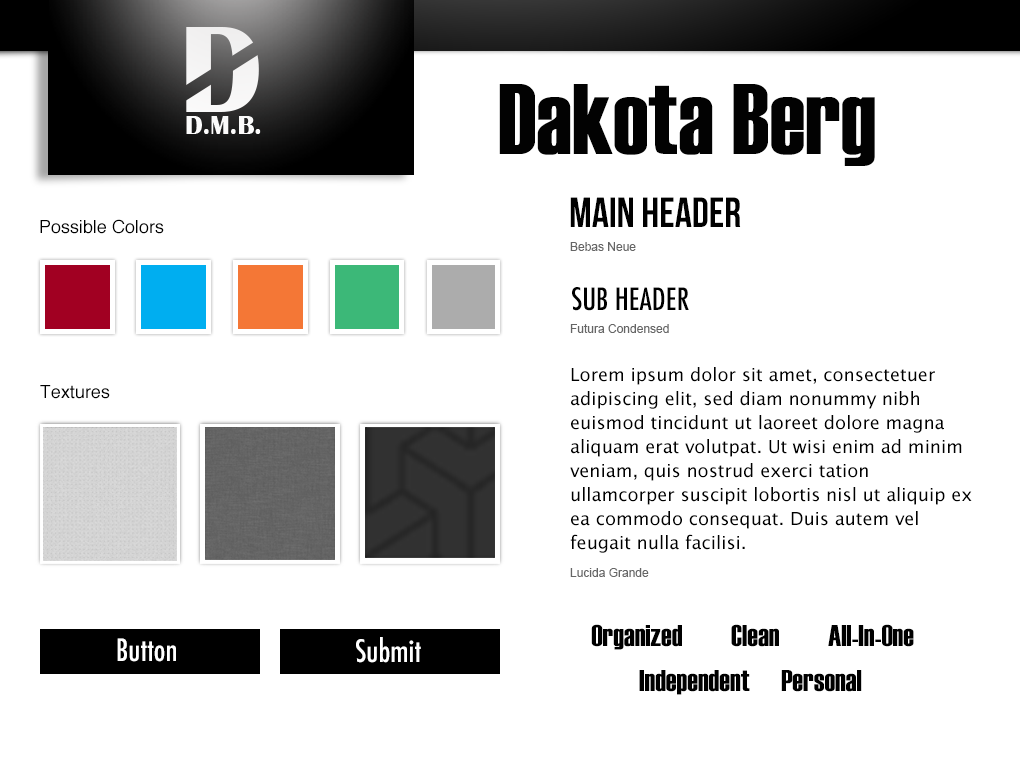 D
D.M.B.
Dakota Berg
Possible Colors
Textures
Button
Submit
MAIN HEADER
Bebas Neue
SUB HEADER
Futura Condensed
Lorem ipsum dolor sit amet, consectetuer
adipiscing elit, sed diam nonummy nibh
euismod tincidunt ut laoreet dolore magna
aliquam erat volutpat. Ut wisi enim ad minim
veniam, quis nostrud exerci tation
ullamcorper suscipit lobortis nisl ut aliquip ex
ea commodo consequat. Duis autem vel
feugait nulla facilisi.
Lucida Grande
Organized Clean All-In-One
Independent Personal